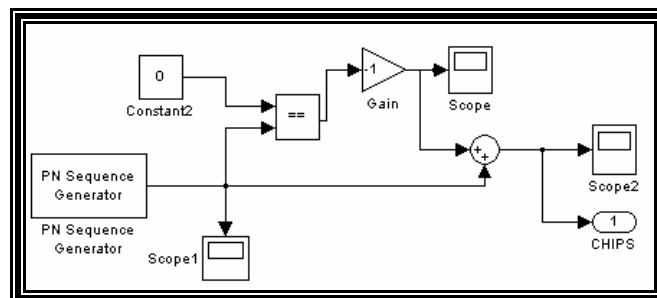 0
Constant2
==
-1
Gain
Scope
+
+
Scope2
PN Sequence
Generator
PN Sequence
Generator
Scope1
1
CHIPS